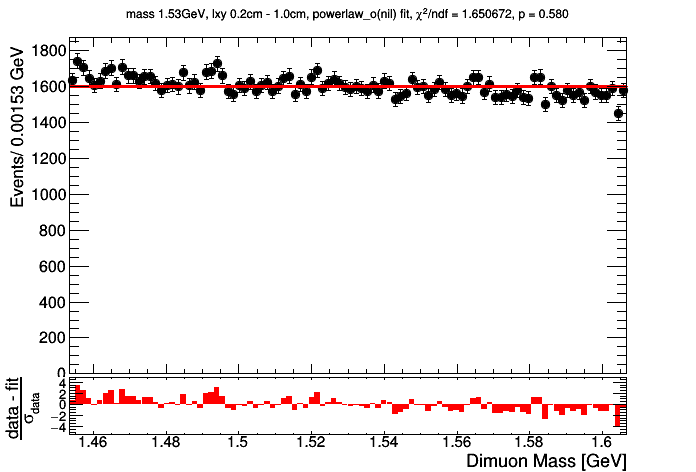 mass 1.53GeV, lxy 0.2cm - 1.0cm, powerlaw_o(nil) fit, χ²/ndf = 1.650672, p = 0.580
Events/ 0.00153 GeV
1800
1600
1400
1200
1000
800
600
400
200
0
data - fit
σdata
4
2
0
−2
−4
1.46 1.48 1.5 1.52 1.54 1.56 1.58 1.6
Dimuon Mass [GeV]